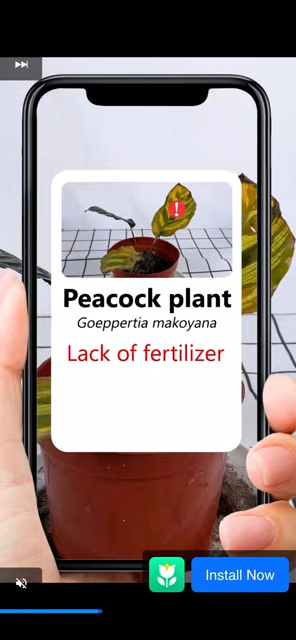 Peacock plant
Goeppertia makoyana
Lack of fertilizer
Install Now